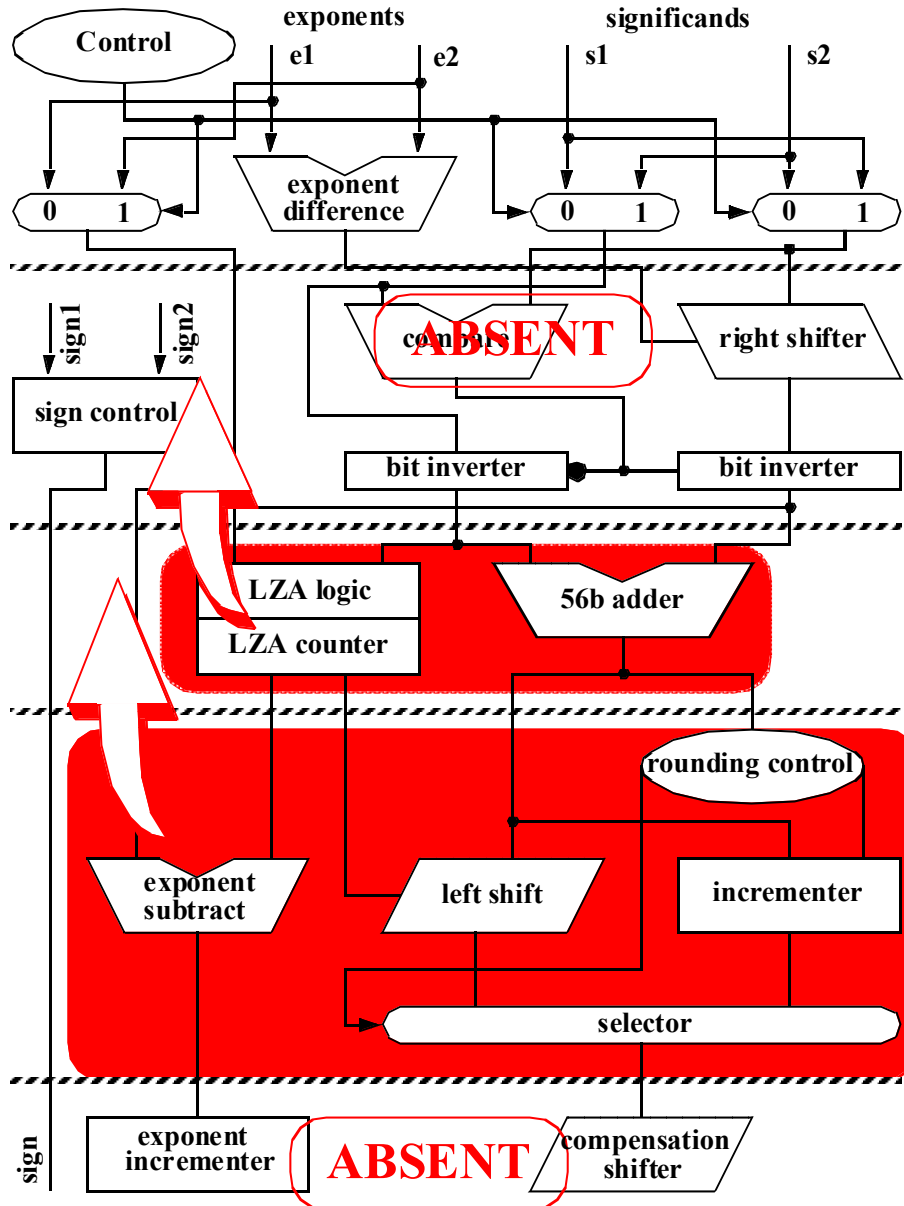 exponents
significands
Control
e1
e2
s1
s2
0 1
exponent
difference
0 1
0 1
sign1
sign2
compare
ABSENT
right shifter
sign control
bit inverter
bit inverter
LZA logic
LZA counter
56b adder
rounding control
exponent
subtract
left shift
incrementer
selector
sign
exponent
incrementer
ABSENT
compensation
shifter